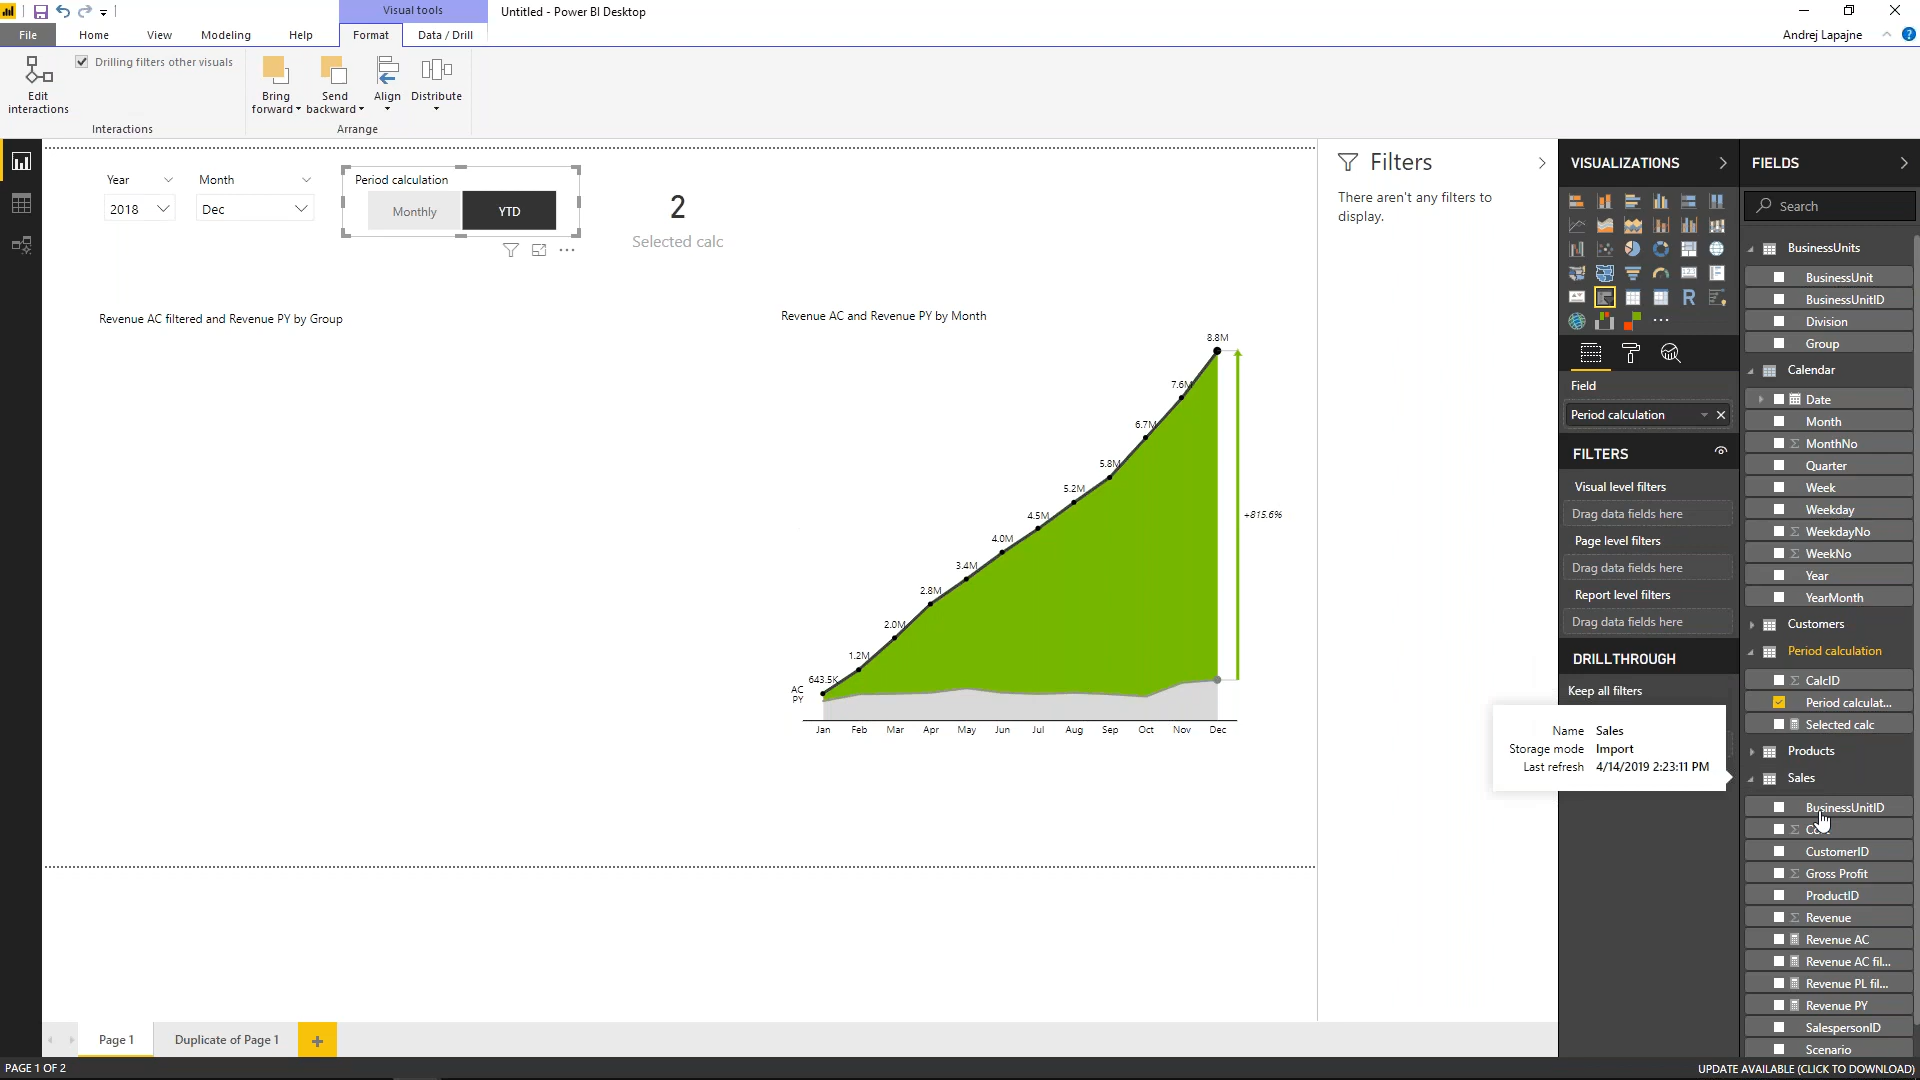 Visual tools
Untitled - Power BI Desktop
File
Home
View
Modeling
Help
Format
Data / Drill
Andrej Lapajne
?
Edit interactions
Drilling filters other visuals
Bring forward
Send backward
Align
Distribute
Interactions
Arrange
Year
2018
Month
Dec
Period calculation
Monthly
YTD
2
Selected calc
Revenue AC filtered and Revenue PY by Group
Revenue AC and Revenue PY by Month
8.8M
7.6M
6.7M
5.8M
5.2M
4.5M
4.0M
3.4M
2.8M
2.0M
1.2M
643.5K
+815.6%
AC
PY
Jan Feb Mar Apr May Jun Jul Aug Sep Oct Nov Dec
Filters
There aren't any filters to
display.
VISUALIZATIONS
R
Field
Period calculation
FILTERS
Visual level filters
Drag data fields here
Page level filters
Drag data fields here
Report level filters
Drag data fields here
DRILLTHROUGH
Keep all filters
Name Sales
Storage mode Import
Last refresh 4/14/2019 2:23:11 PM
FIELDS
Search
BusinessUnits
BusinessUnit
BusinessUnitID
Division
Group
Calendar
Date
Month
MonthNo
Quarter
Week
Weekday
WeekdayNo
WeekNo
Year
YearMonth
Customers
Period calculation
CalcID
Period calculat...
Selected calc
Products
Sales
BusinessUnitID
CustomerID
Gross Profit
ProductID
Revenue
Revenue AC
Revenue AC fil...
Revenue PL fil...
Revenue PY
SalespersonID
Scenario
Page 1
Duplicate of Page 1
+
PAGE 1 OF 2
UPDATE AVAILABLE (CLICK TO DOWNLOAD)